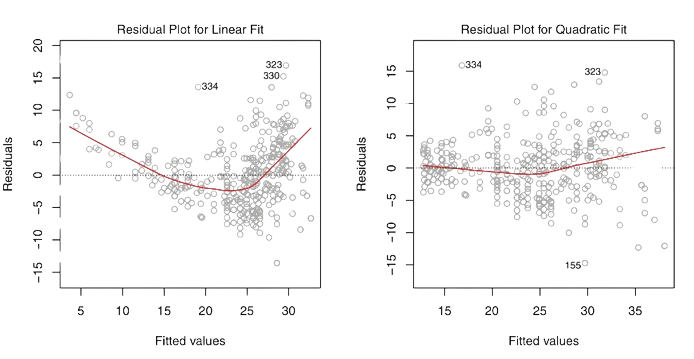 Residual Plot for Linear Fit
Residuals
20
15
10
5
0
−5
−10
−15
323
330
334
5 10 15 20 25 30
Fitted values
Residual Plot for Quadratic Fit
Residuals
15
10
5
0
−5
−10
−15
334
323
155
15 20 25 30 35
Fitted values